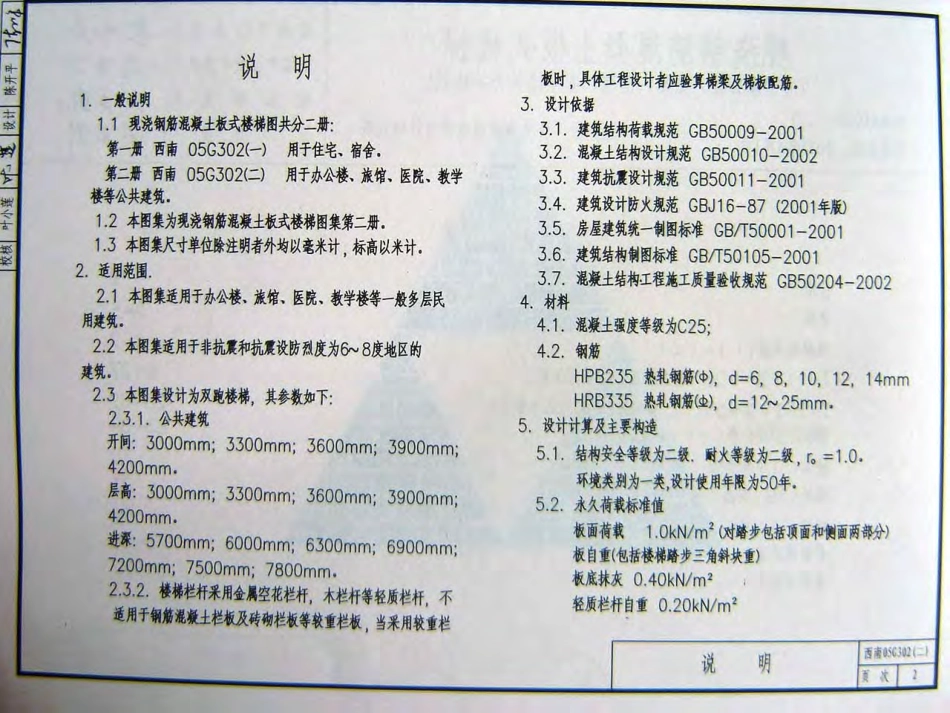 说 明
1. 一般说明
1.1 现浇钢筋混凝土板式楼梯图共分二册:
第一册 西南 05G302(一) 用于住宅、宿舍。
第二册 西南 05G302(二) 用于办公楼、旅馆、医院、教学
楼等公共建筑。
1.2 本图集为现浇钢筋混凝土板式楼梯图集第二册。
1.3 本图集尺寸单位除注明者外均以毫米计，标高以米计。
2. 适用范围.
2.1 本图集适用于办公楼、旅馆、医院、教学楼等一般多层民
用建筑。
2.2 本图集适用于非抗震和抗震设防烈度为6~8度地区的
建筑。
2.3 本图集设计为双跑楼梯，其参数如下:
2.3.1. 公共建筑
开间: 3000mm; 3300mm; 3600mm; 3900mm;
4200mm。
层高: 3000mm; 3300mm; 3600mm; 3900mm;
4200mm。
进深: 5700mm; 6000mm; 6300mm; 6900mm;
7200mm; 7500mm; 7800mm。
2.3.2. 楼梯栏杆采用金属空花栏杆，木栏杆等轻质栏杆，不
适用于钢筋混凝土栏板及砖砌栏板等较重栏板，当采用较重栏
板时，具体工程设计者应验算梯梁及梯板配筋。
3. 设计依据
3.1. 建筑结构荷载规范 GB50009-2001
3.2. 混凝土结构设计规范 GB50010-2002
3.3. 建筑抗震设计规范 GB50011-2001
3.4. 建筑设计防火规范 GBJ16-87 (2001年版)
3.5. 房屋建筑统一制图标准 GB/T50001-2001
3.6. 建筑结构制图标准 GB/T50105-2001
3.7. 混凝土结构工程施工质量验收规范 GB50204-2002
4. 材料
4.1. 混凝土强度等级为C25;
4.2. 钢筋
HPB235 热轧钢筋(Φ), d=6, 8, 10, 12, 14mm
HRB335 热轧钢筋(Φ), d=12~25mm。
5. 设计计算及主要构造
5.1. 结构安全等级为二级、耐火等级为二级, r₀=1.0。
环境类别为一类,设计使用年限为50年。
5.2. 永久荷载标准值
板面荷载 1.0kN/m² (对踏步包括顶面和侧面两部分)
板自重(包括楼梯踏步三角斜块重)
板底抹灰 0.40kN/m²
轻质栏杆自重 0.20kN/m²
说 明
西南05G302(二)
页 次 2
校核 叶小莲
设计 陈开平